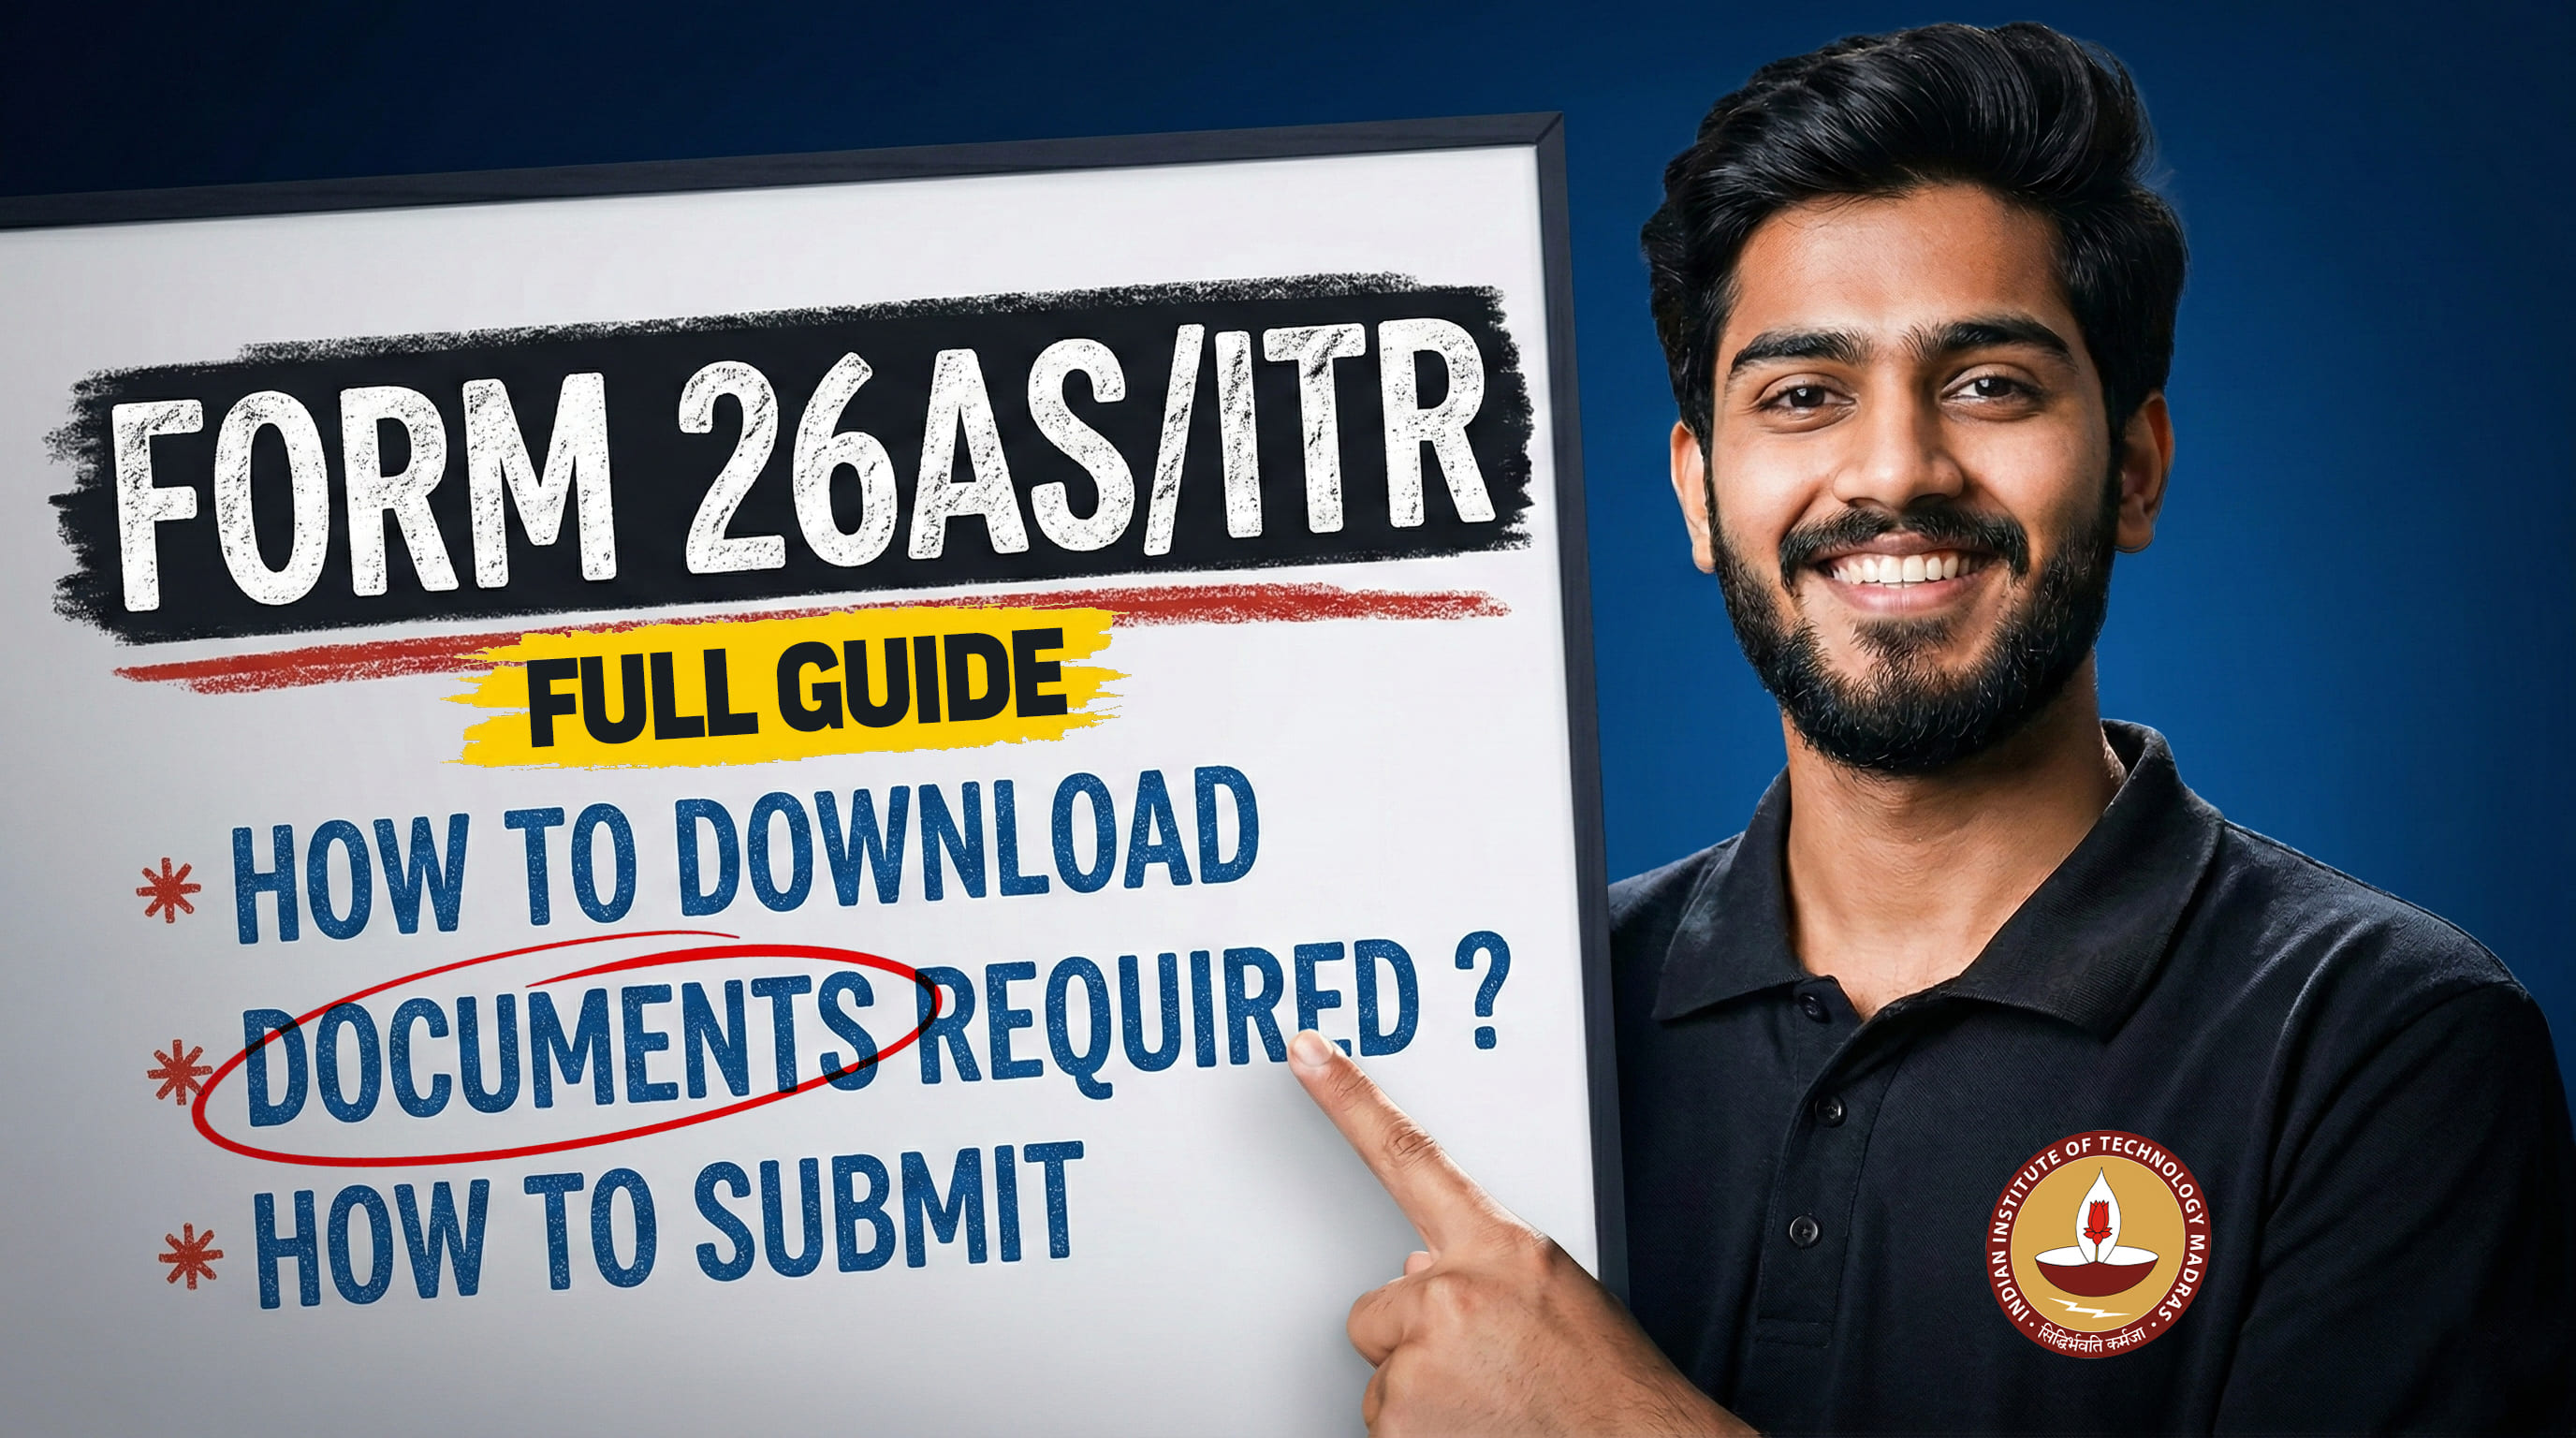 FORM 26AS/ITR
FULL GUIDE
* HOW TO DOWNLOAD
* DOCUMENTS REQUIRED ?
* HOW TO SUBMIT
INDIAN INSTITUTE OF TECHNOLOGY MADRAS
सिद्धिर्भवति कर्मजा